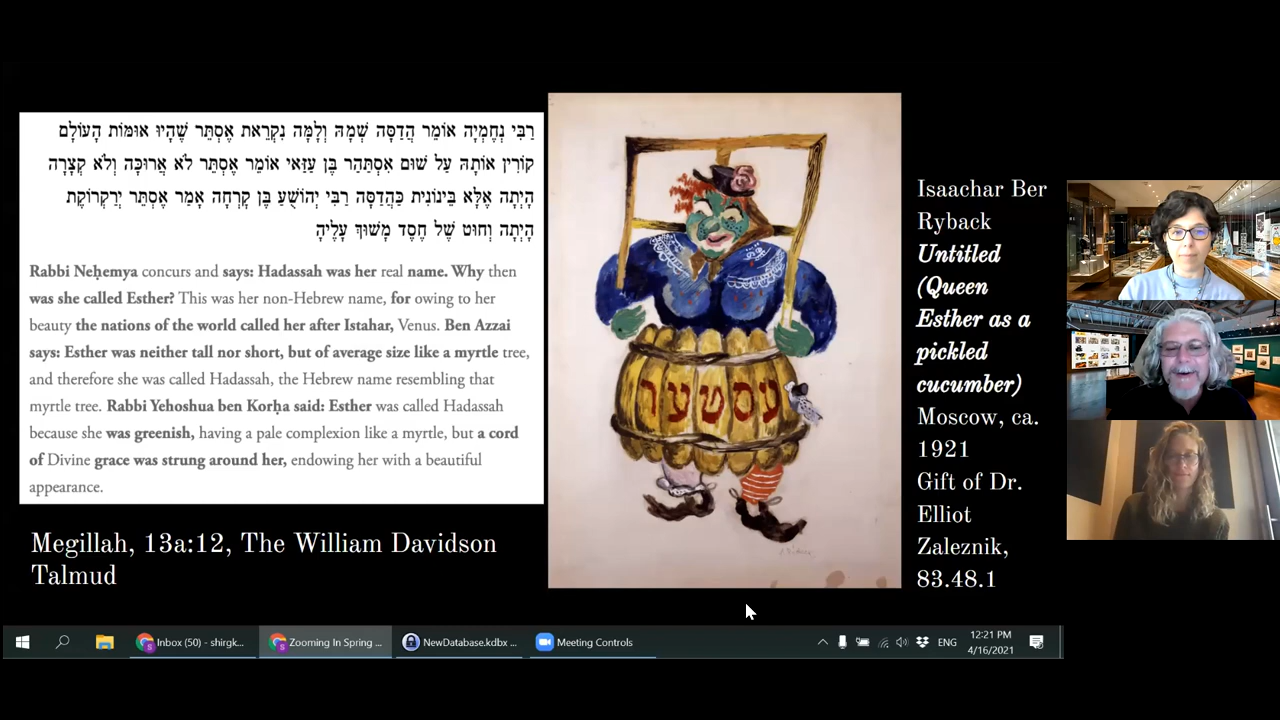 רַבִּי נְחֶמְיָה אוֹמֵר הֲדַסָּה שְׁמָהּ וְלָמָּה נִקְרֵאת אֶסְתֵּר שֶׁהָיוּ אוּמּוֹת הָעוֹלָם
קוֹרִין אוֹתָהּ עַל שׁוּם אִסְתַּהַר בֶּן עַזַּאי אוֹמֵר אֶסְתֵּר לֹא אֲרוּכָּה וְלֹא קְצָרָה
הָיְתָה אֶלָּא בֵּינוֹנִית כַּהֲדַסָּה רַבִּי יְהוֹשֻׁעַ בֶּן קׇרְחָה אָמַר אֶסְתֵּר יְרַקְרוֹקֶת
הָיְתָה וְחוּט שֶׁל חֶסֶד מָשׁוּךְ עָלֶיהָ
Rabbi Neḥemya concurs and says: Hadassah was her real name. Why then
was she called Esther? This was her non-Hebrew name, for owing to her
beauty the nations of the world called her after Istahar, Venus. Ben Azzai
says: Esther was neither tall nor short, but of average size like a myrtle tree,
and therefore she was called Hadassah, the Hebrew name resembling that
myrtle tree. Rabbi Yehoshua ben Korḥa said: Esther was called Hadassah
because she was greenish, having a pale complexion like a myrtle, but a cord
of Divine grace was strung around her, endowing her with a beautiful
appearance.
Megillah, 13a:12, The William Davidson
Talmud
עסטער
Isaachar Ber
Ryback
Untitled
(Queen
Esther as a
pickled
cucumber)
Moscow, ca.
1921
Gift of Dr.
Elliot
Zaleznik,
83.48.1
Inbox (50) - shirgk...
Zooming In Spring ...
NewDatabase.kdbx ...
Meeting Controls
ENG
12:21 PM
4/16/2021